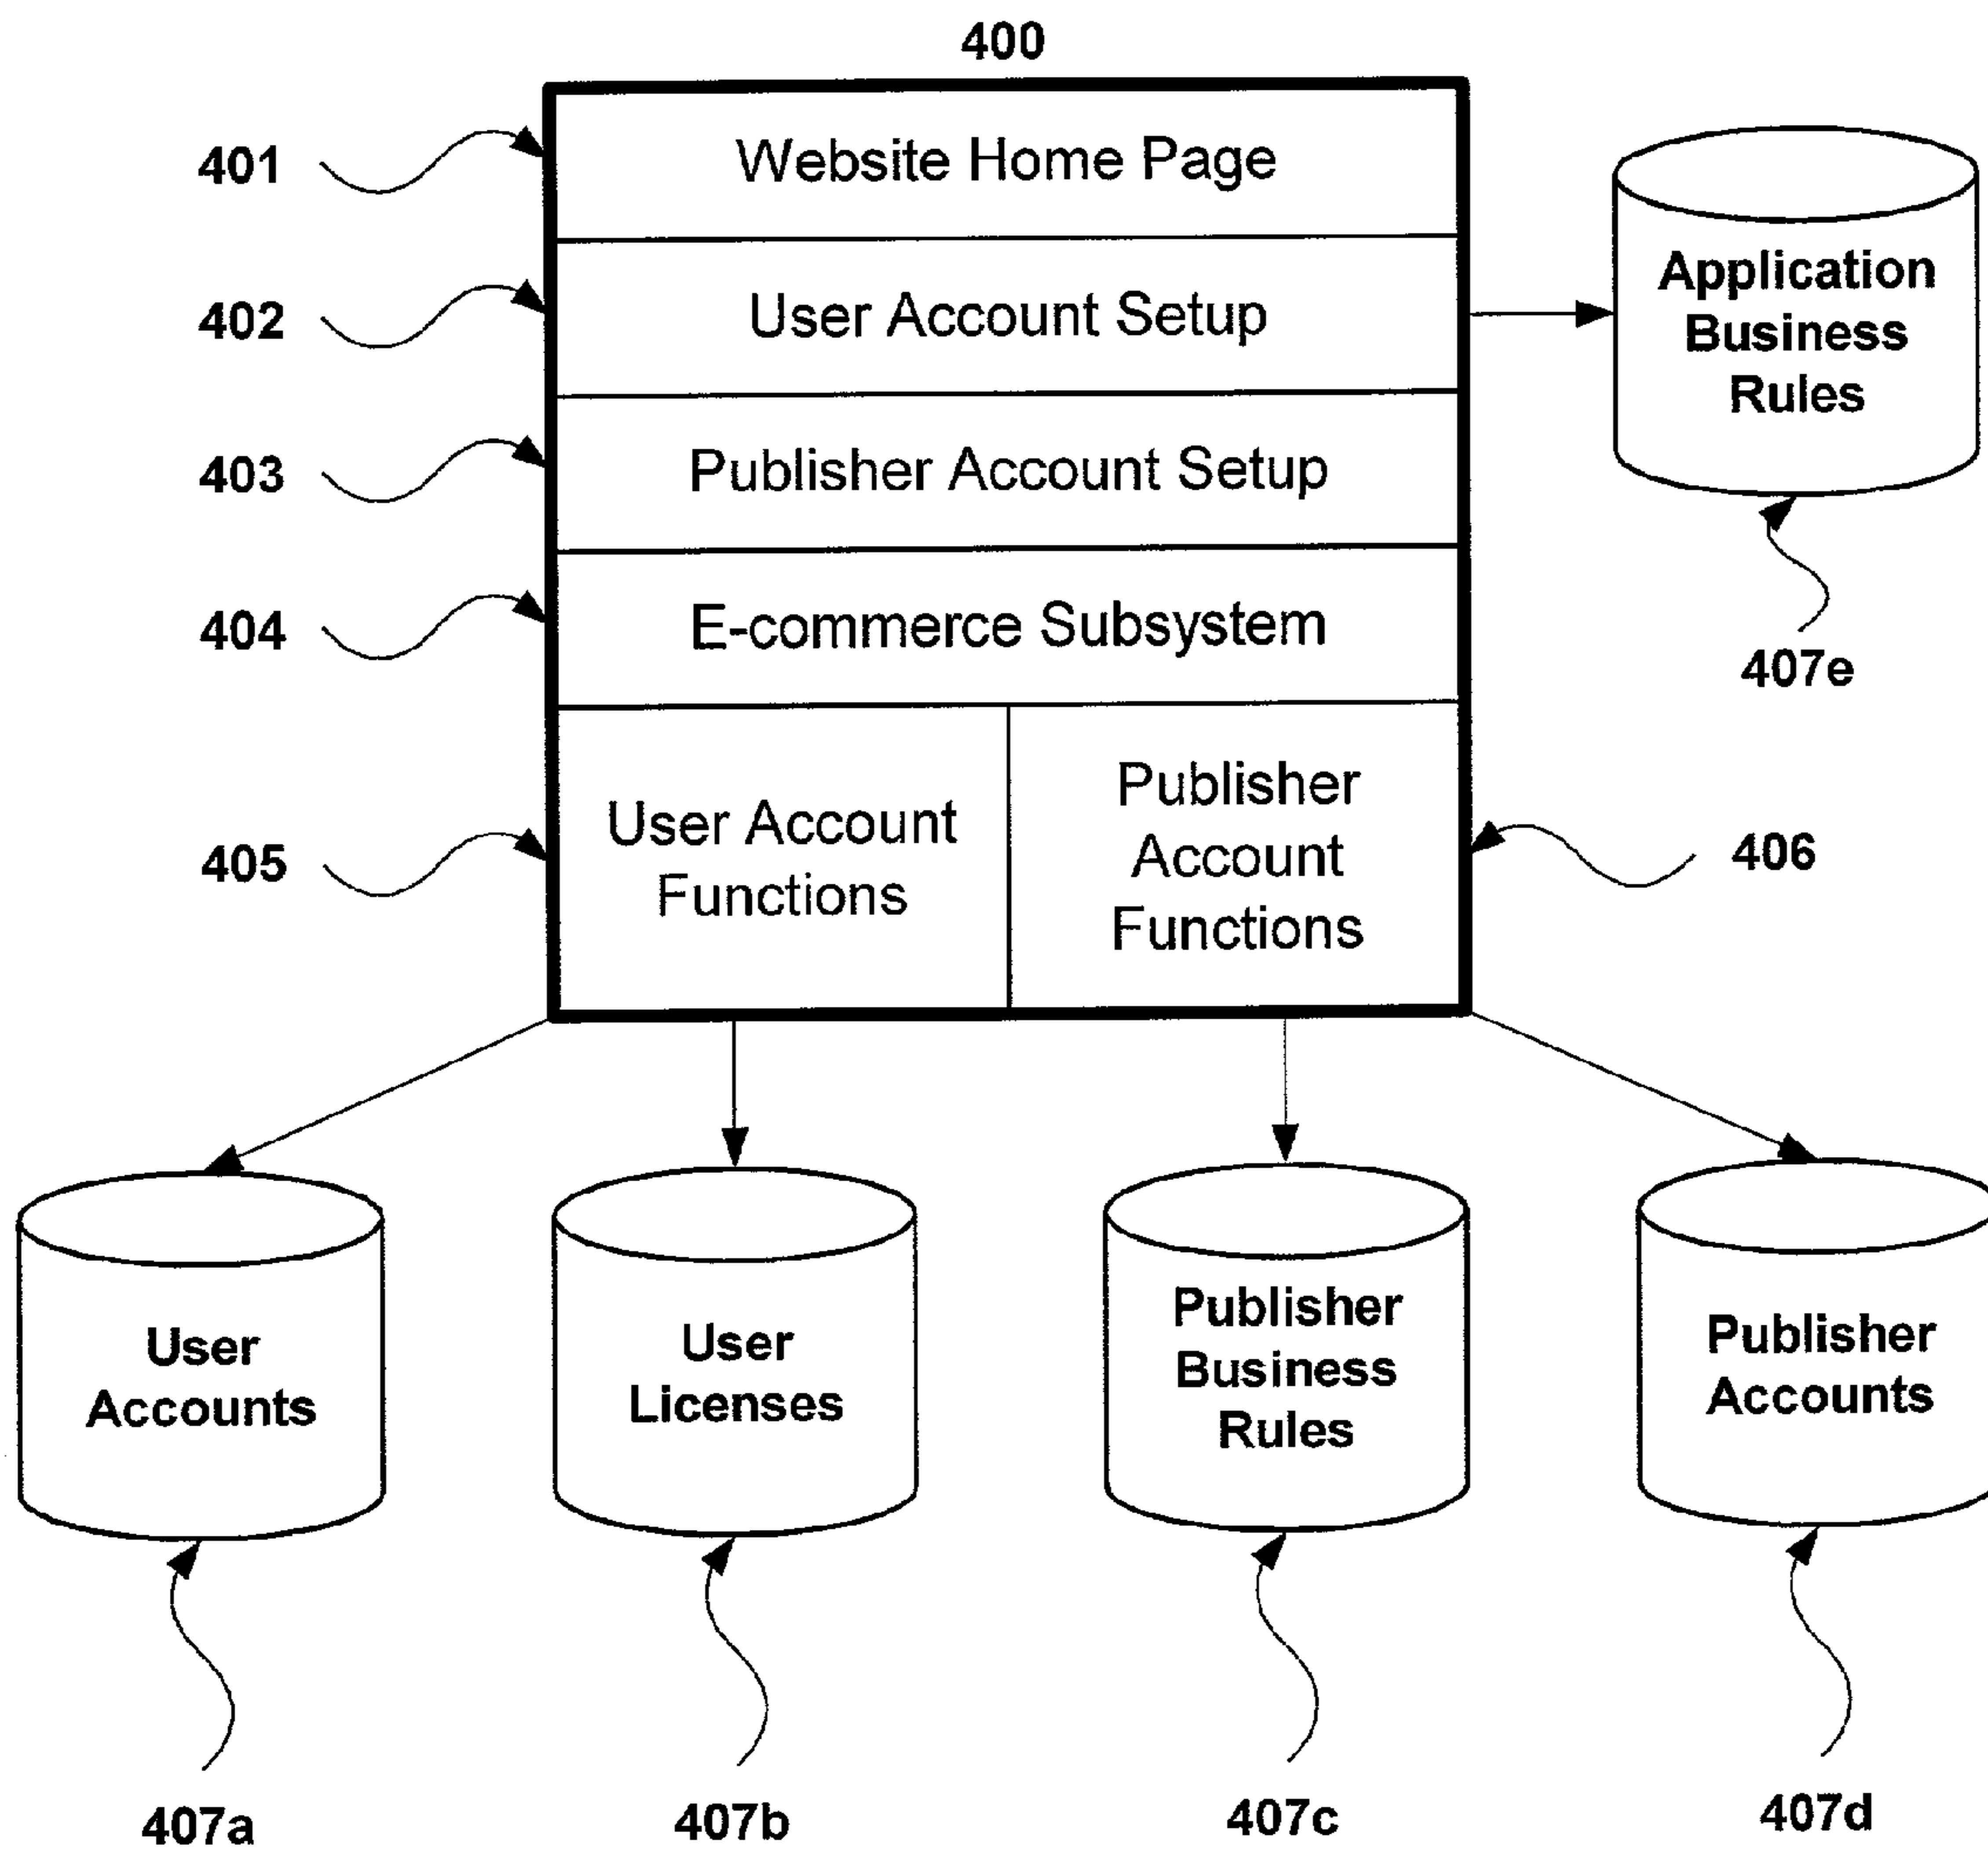 400
401
Website Home Page
402
User Account Setup
Application
Business
Rules
403
Publisher Account Setup
404
E-commerce Subsystem
407e
405
User Account
Functions
Publisher
Account
Functions
406
User
Accounts
User
Licenses
Publisher
Business
Rules
Publisher
Accounts
407a
407b
407c
407d